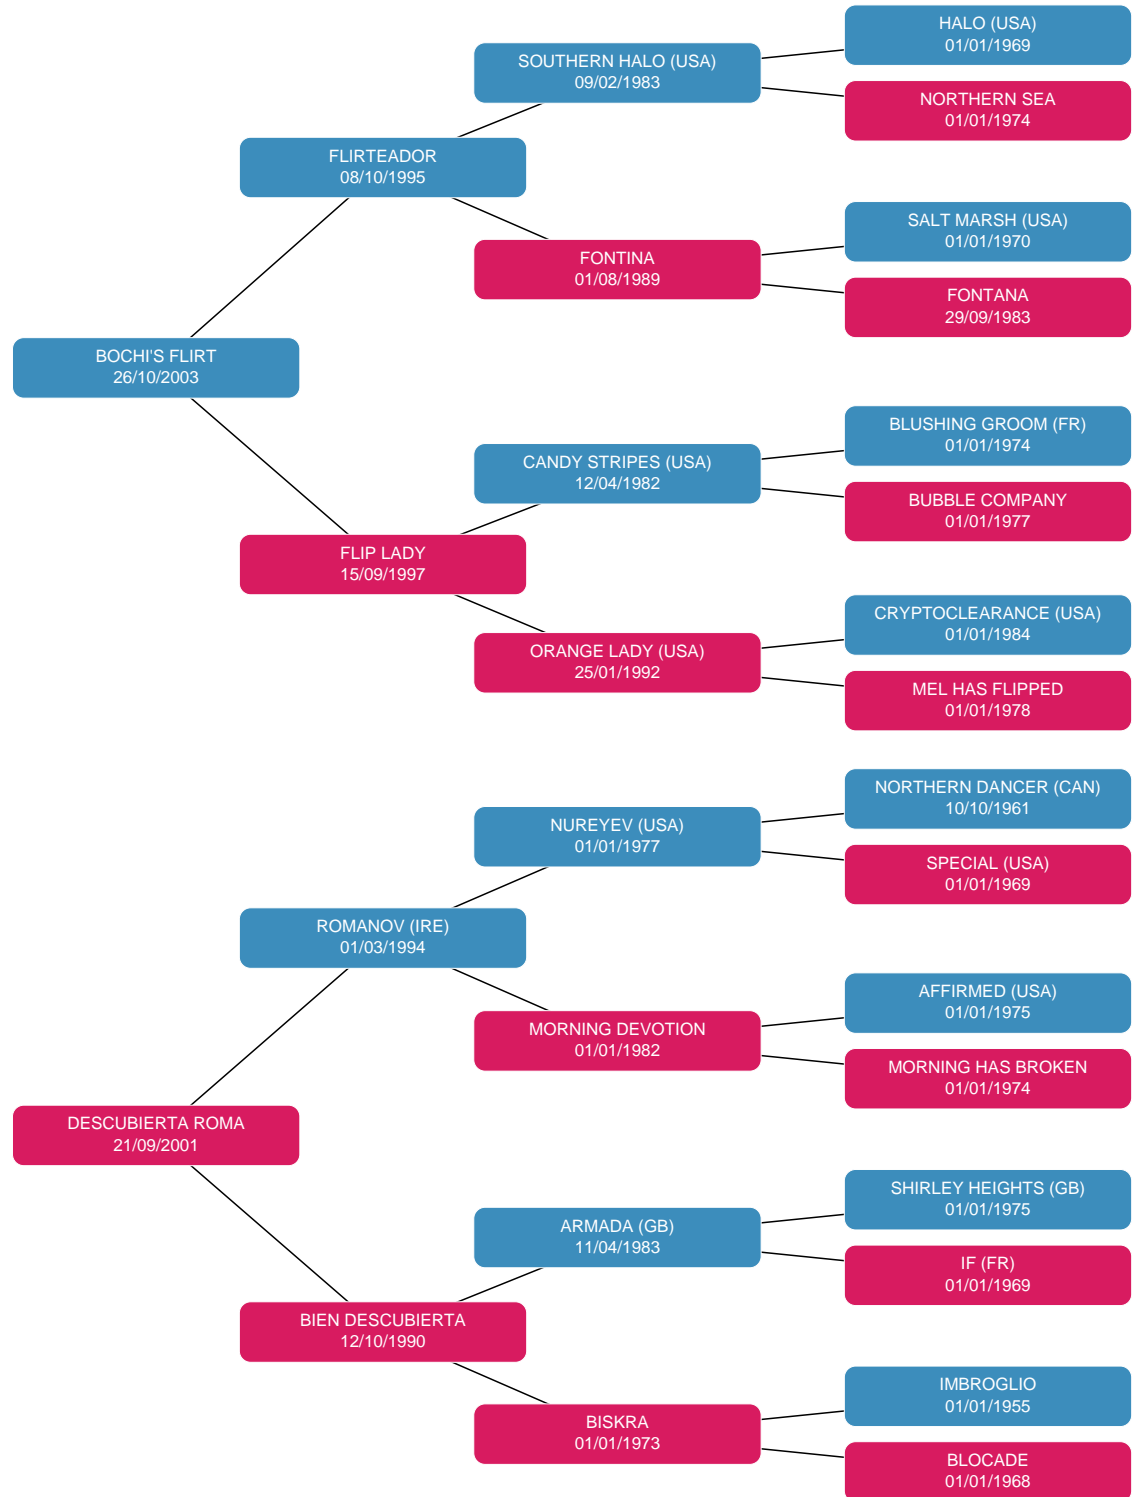 HALO (USA)
01/01/1969
SOUTHERN HALO (USA)
09/02/1983
NORTHERN SEA
01/01/1974
FLIRTEADOR
08/10/1995
SALT MARSH (USA)
01/01/1970
FONTINA
01/08/1989
FONTANA
29/09/1983
BOCHI'S FLIRT
26/10/2003
BLUSHING GROOM (FR)
01/01/1974
CANDY STRIPES (USA)
12/04/1982
BUBBLE COMPANY
01/01/1977
FLIP LADY
15/09/1997
CRYPTOCLEARANCE (USA)
01/01/1984
ORANGE LADY (USA)
25/01/1992
MEL HAS FLIPPED
01/01/1978
NORTHERN DANCER (CAN)
10/10/1961
NUREYEV (USA)
01/01/1977
SPECIAL (USA)
01/01/1969
ROMANOV (IRE)
01/03/1994
AFFIRMED (USA)
01/01/1975
MORNING DEVOTION
01/01/1982
MORNING HAS BROKEN
01/01/1974
DESCUBIERTA ROMA
21/09/2001
SHIRLEY HEIGHTS (GB)
01/01/1975
ARMADA (GB)
11/04/1983
IF (FR)
01/01/1969
BIEN DESCUBIERTA
12/10/1990
IMBROGLIO
01/01/1955
BISKRA
01/01/1973
BLOCADE
01/01/1968